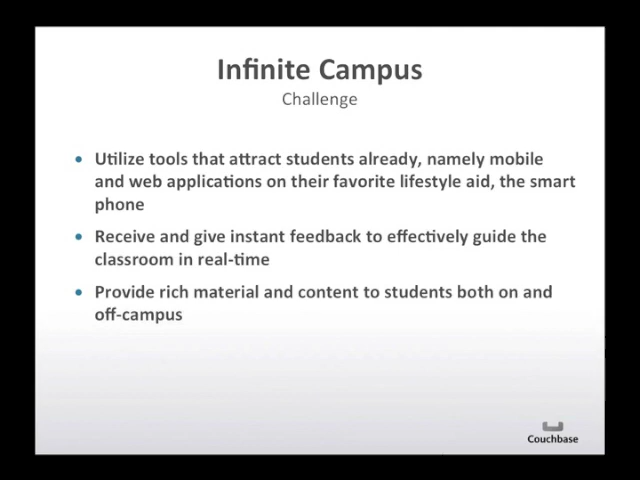 Infinite Campus
Challenge
• Utilize tools that attract students already, namely mobile
and web applications on their favorite lifestyle aid, the smart
phone
• Receive and give instant feedback to effectively guide the
classroom in real-time
• Provide rich material and content to students both on and
off-campus
Couchbase